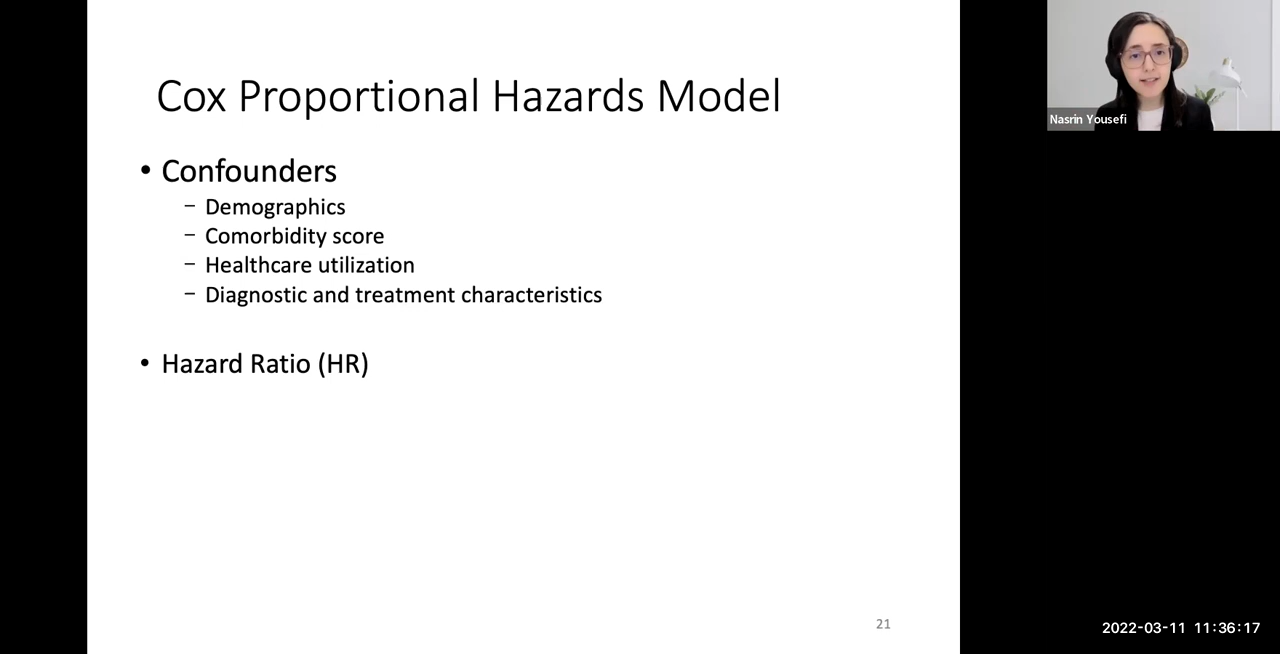 Cox Proportional Hazards Model
• Confounders
– Demographics
– Comorbidity score
– Healthcare utilization
– Diagnostic and treatment characteristics
• Hazard Ratio (HR)
21
Nasrin Yousefi
2022-03-11 11:36:17